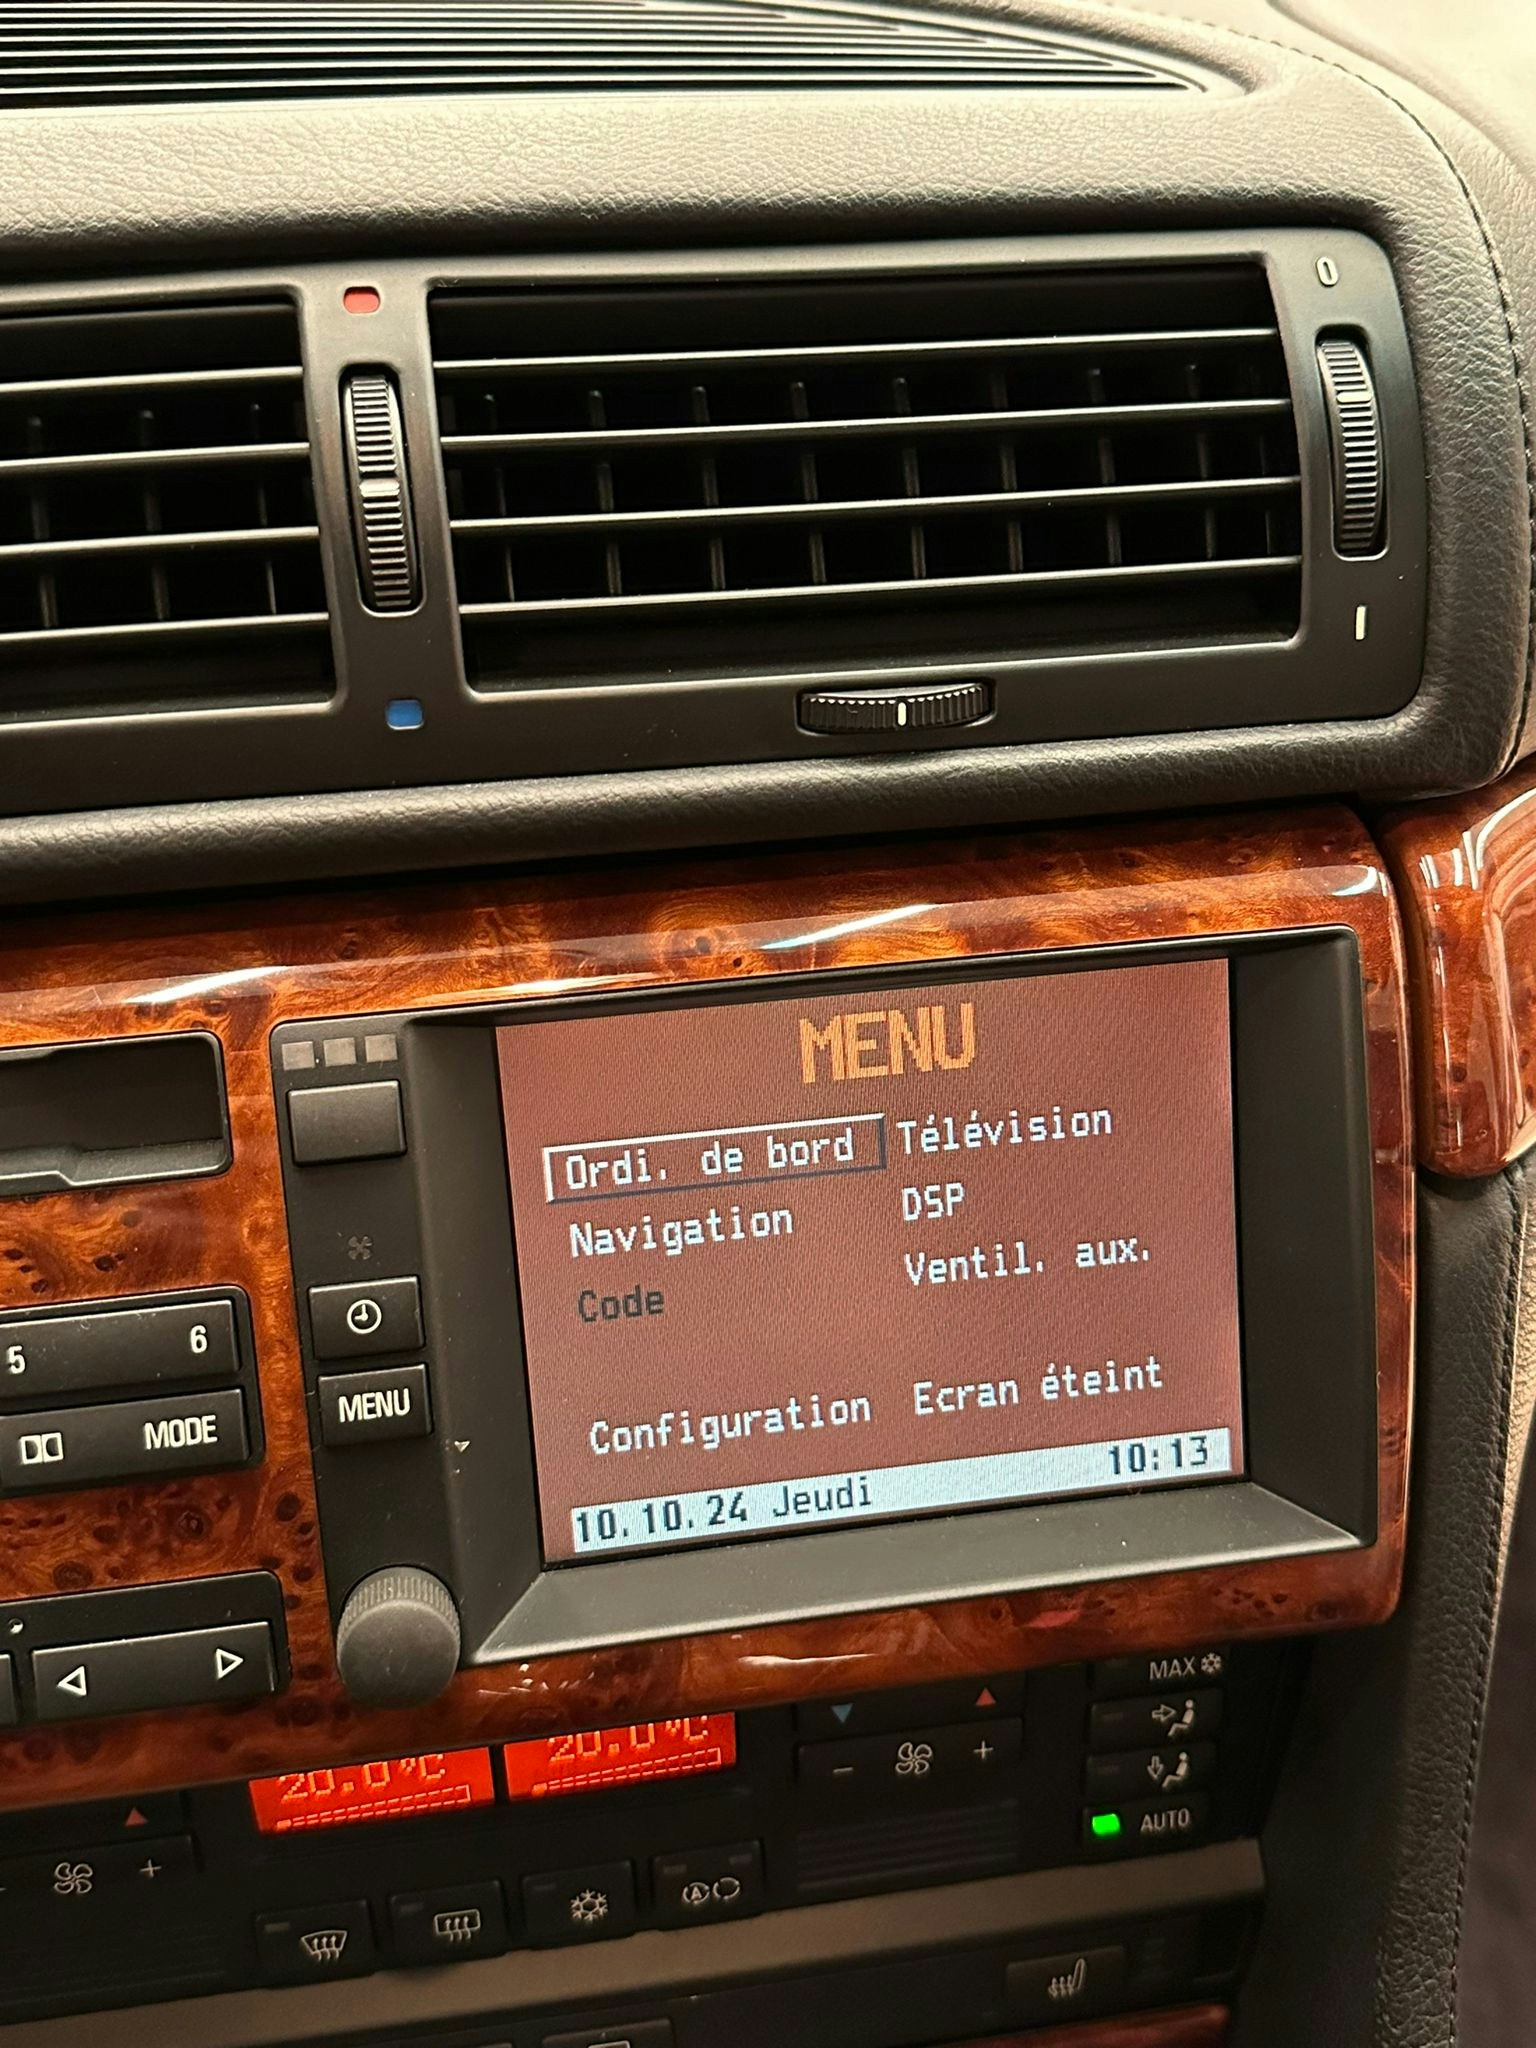 0
MENU
Ordi. de bord Télévision
Navigation DSP
Code Ventil. aux.
Configuration Ecran éteint
10.10.24 Jeudi 10:13
5 6
MODE
MENU
MAX
20.0°C 20.0°C
- +
AUTO
- +
A